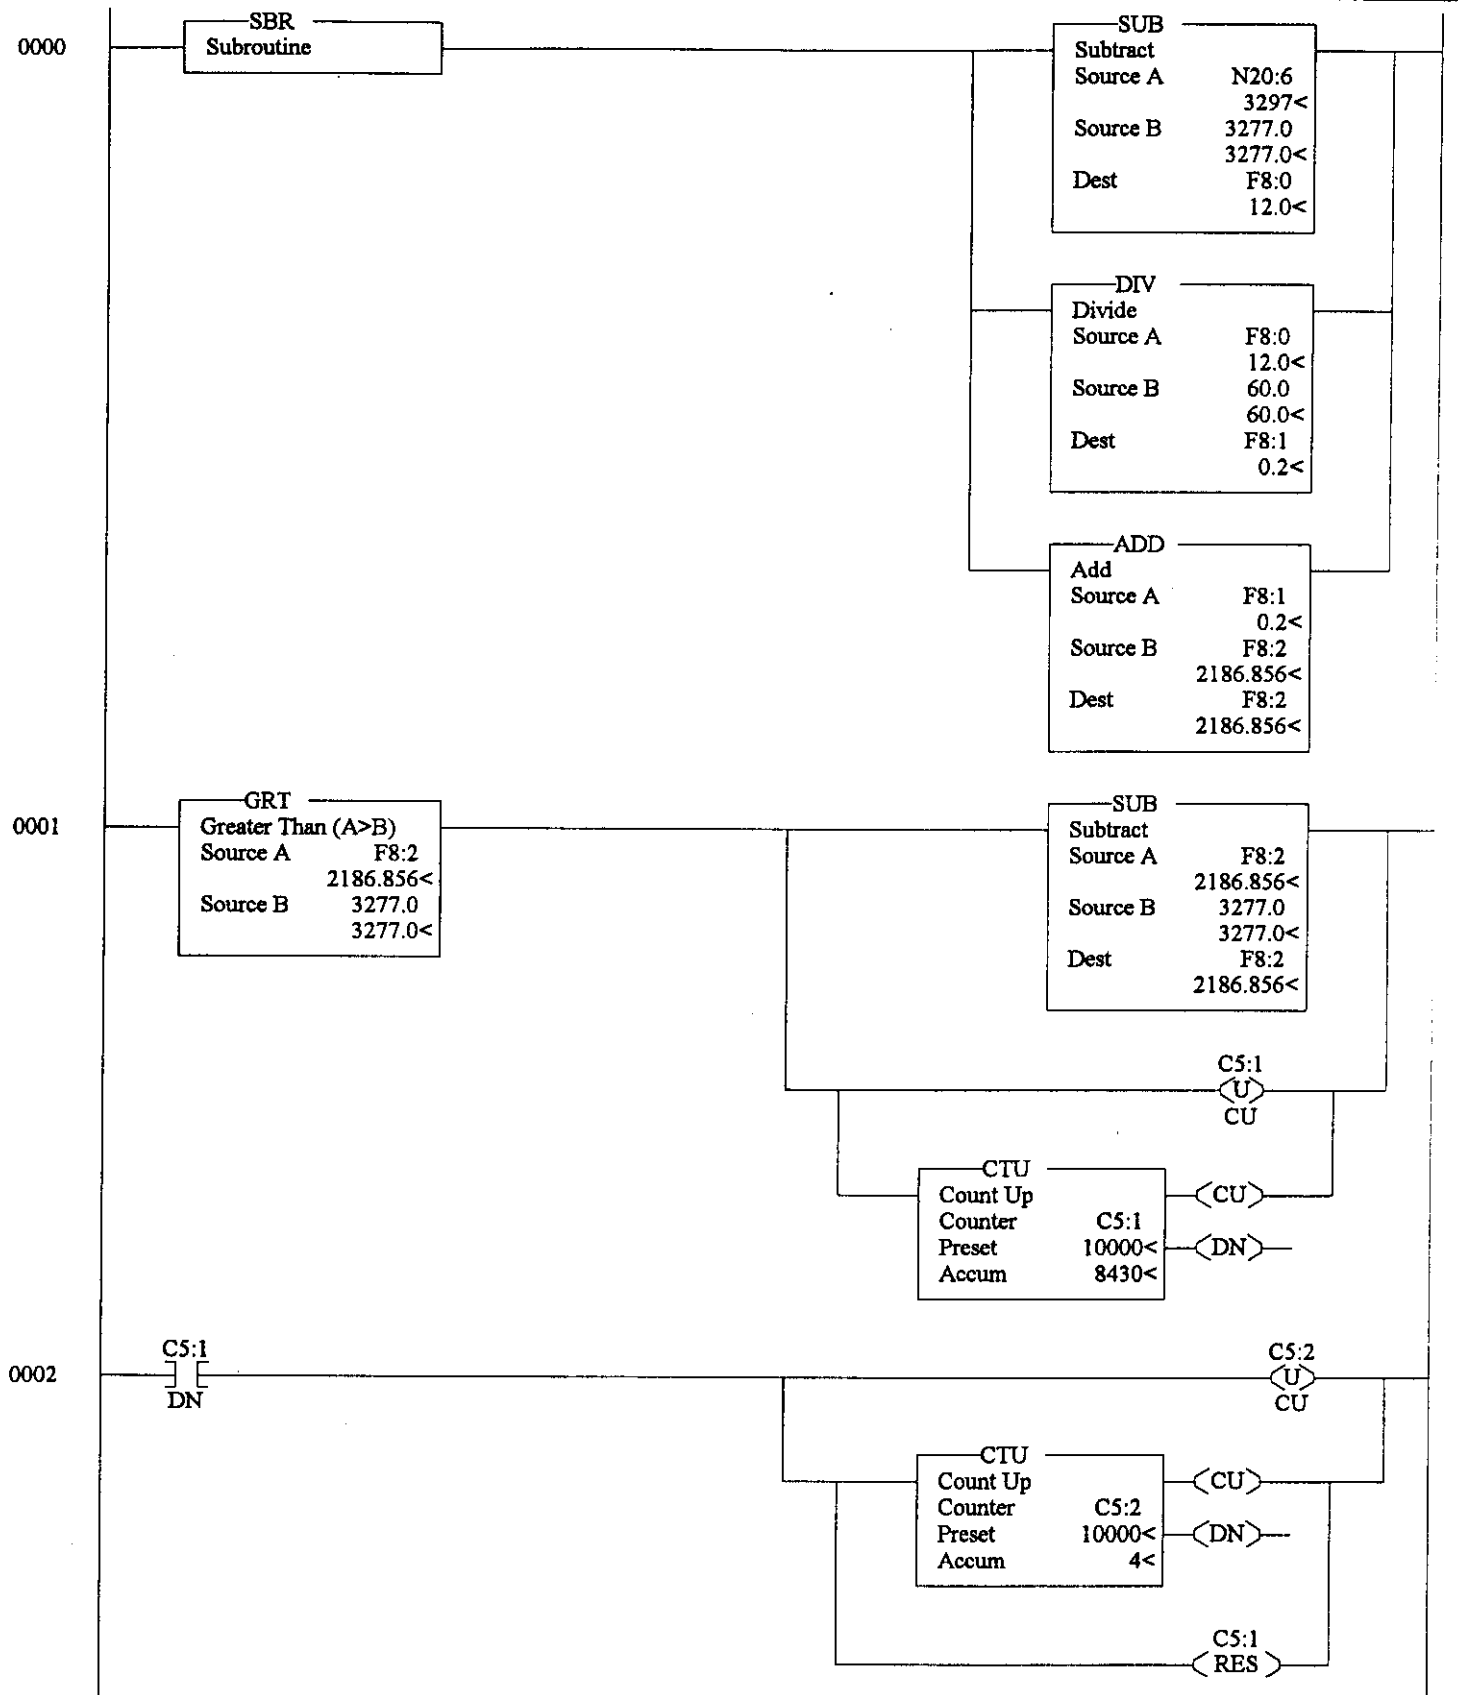 0000
SBR
Subroutine
SUB
Subtract
Source A N20:6
3297<
Source B 3277.0
3277.0<
Dest F8:0
12.0<
DIV
Divide
Source A F8:0
12.0<
Source B 60.0
60.0<
Dest F8:1
0.2<
ADD
Add
Source A F8:1
0.2<
Source B F8:2
2186.856<
Dest F8:2
2186.856<
0001
GRT
Greater Than (A>B)
Source A F8:2
2186.856<
Source B 3277.0
3277.0<
SUB
Subtract
Source A F8:2
2186.856<
Source B 3277.0
3277.0<
Dest F8:2
2186.856<
C5:1
U
CU
CTU
Count Up CU
Counter C5:1
Preset 10000< DN
Accum 8430<
0002
C5:1
DN
C5:2
U
CU
CTU
Count Up CU
Counter C5:2
Preset 10000< DN
Accum 4<
C5:1
RES